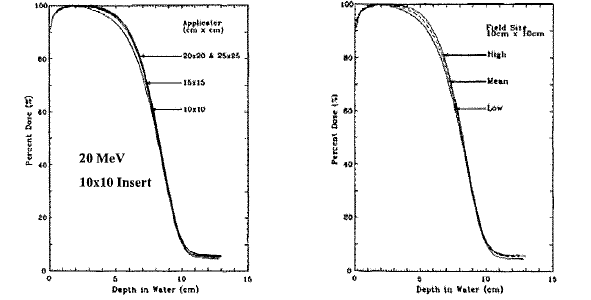 Applicator
(cm x cm)
20x20 & 25x25
15x15
10x10
20 MeV
10x10 Insert
Percent Dose (%)
100
80
60
40
20
0
0
5
10
15
Depth in Water (cm)
Field Size
10cm x 10cm
High
Mean
Low
Percent Dose (%)
100
80
60
40
20
0
0
5
10
15
Depth in Water (cm)